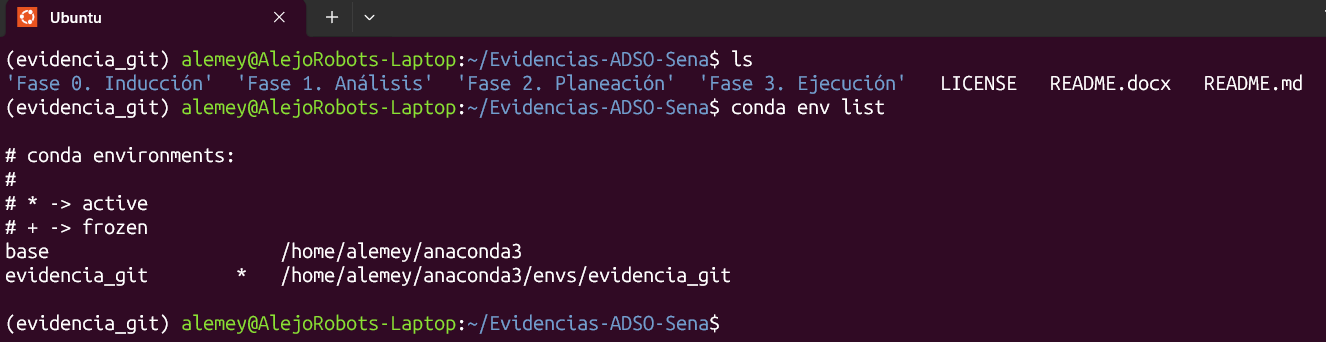 Ubuntu
(evidencia_git) alemey@AlejoRobots-Laptop:~/Evidencias-ADSO-Sena$ ls
'Fase 0. Inducción'  'Fase 1. Análisis'  'Fase 2. Planeación'  'Fase 3. Ejecución'   LICENSE   README.docx   README.md
(evidencia_git) alemey@AlejoRobots-Laptop:~/Evidencias-ADSO-Sena$ conda env list
# conda environments:
#
# * -> active
# + -> frozen
base                     /home/alemey/anaconda3
evidencia_git        *   /home/alemey/anaconda3/envs/evidencia_git
(evidencia_git) alemey@AlejoRobots-Laptop:~/Evidencias-ADSO-Sena$